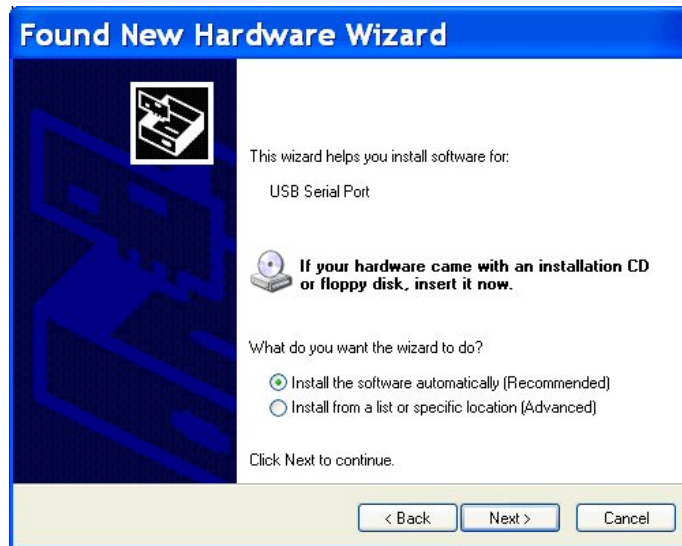 Found New Hardware Wizard
This wizard helps you install software for:
USB Serial Port
If your hardware came with an installation CD
or floppy disk, insert it now.
What do you want the wizard to do?
Install the software automatically (Recommended)
Install from a list or specific location (Advanced)
Click Next to continue.
< Back Next > Cancel